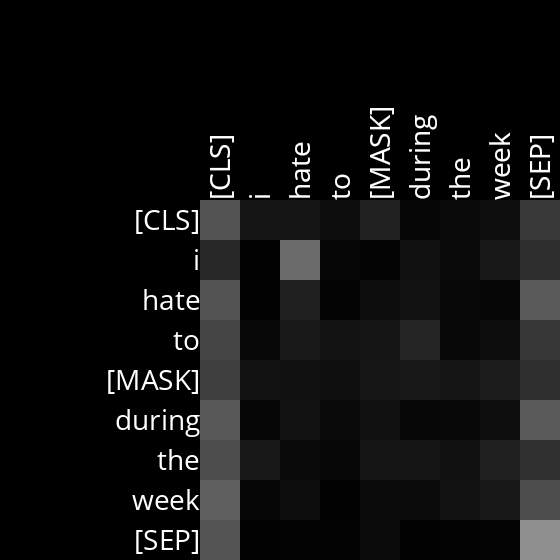 [CLS] i hate to [MASK] during the week [SEP]
[CLS]
i
hate
to
[MASK]
during
the
week
[SEP]